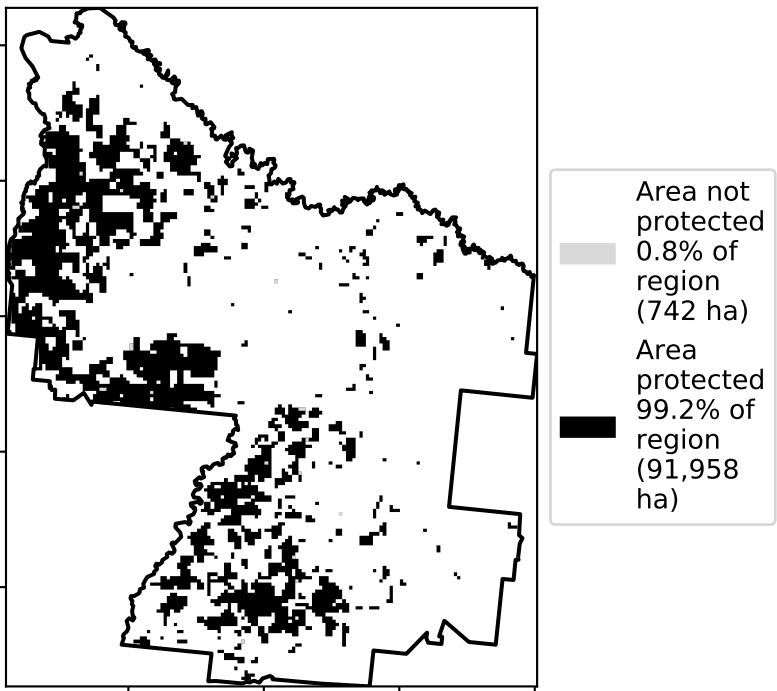 Area not
protected
0.8% of
region
(742 ha)
Area
protected
99.2% of
region
(91,958
ha)